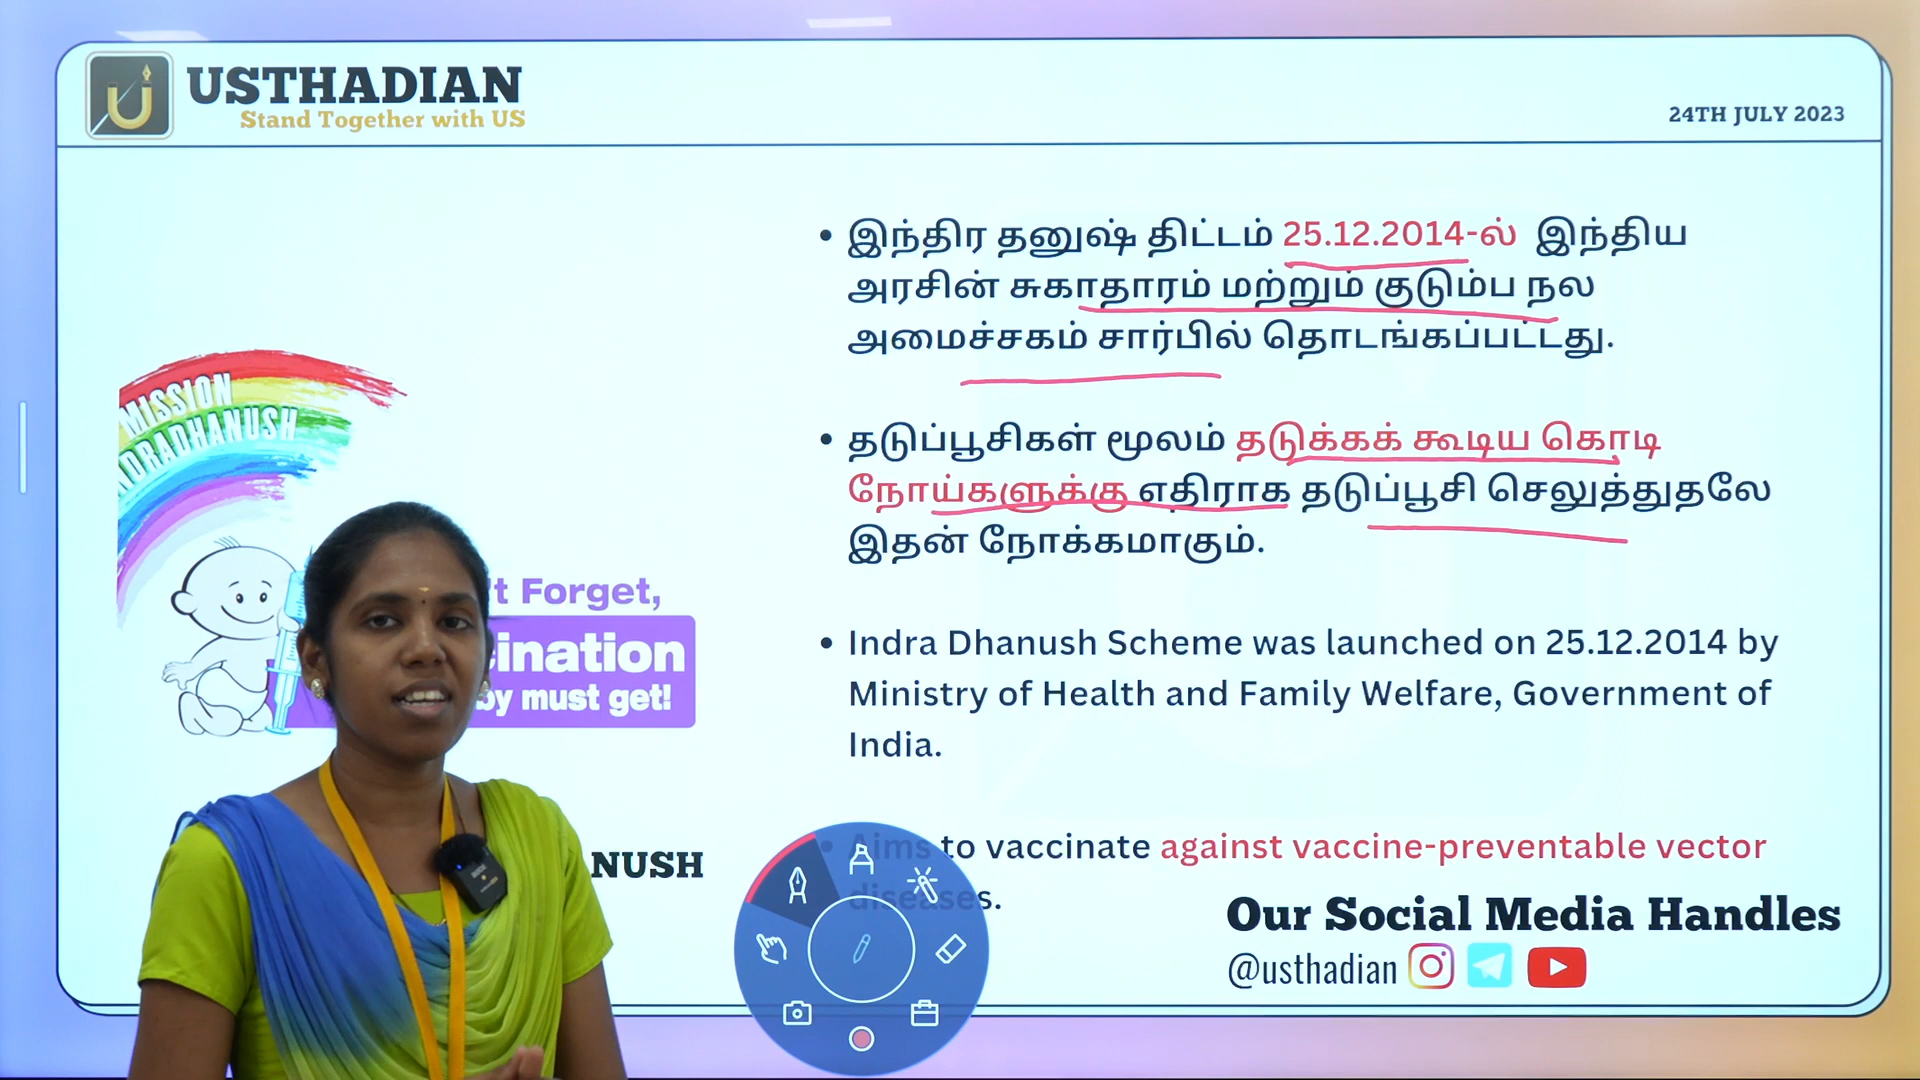 USTHADIAN
Stand Together with US
24TH JULY 2023
• இந்திர தனுஷ் திட்டம் 25.12.2014-ல் இந்திய
அரசின் சுகாதாரம் மற்றும் குடும்ப நல
அமைச்சகம் சார்பில் தொடங்கப்பட்டது.
• தடுப்பூசிகள் மூலம் தடுக்கக் கூடிய கொடி
நோய்களுக்கு எதிராக தடுப்பூசி செலுத்துதலே
இதன் நோக்கமாகும்.
• Indra Dhanush Scheme was launched on 25.12.2014 by
Ministry of Health and Family Welfare, Government of
India.
• Aims to vaccinate against vaccine-preventable vector
diseases.
MISSION
NDRADHANUSH
't Forget,
cination
by must get!
NUSH
Our Social Media Handles
@usthadian